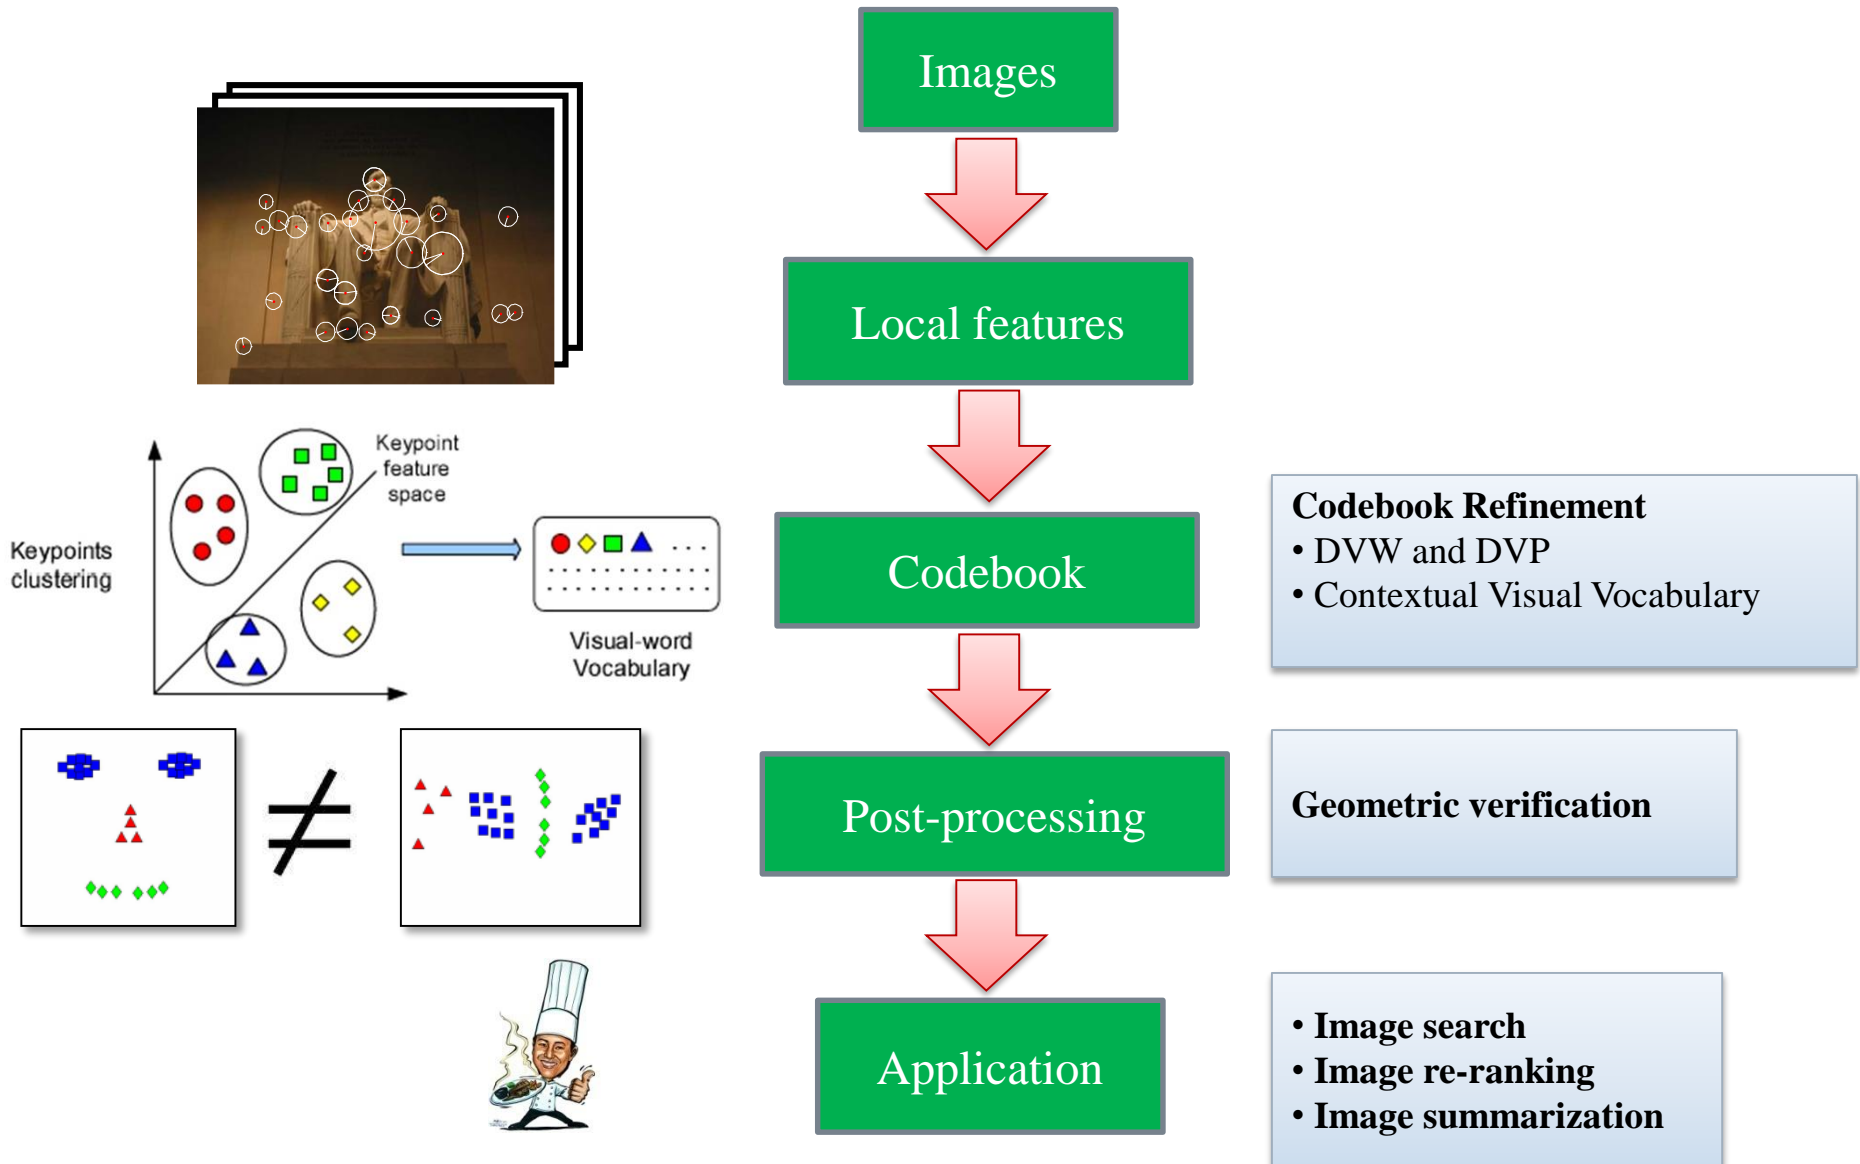 Images
Local features
Keypoint
feature
space
Keypoints
clustering
. . .
Visual-word
Vocabulary
Codebook
Codebook Refinement
• DVW and DVP
• Contextual Visual Vocabulary
Post-processing
Geometric verification
Application
• Image search
• Image re-ranking
• Image summarization